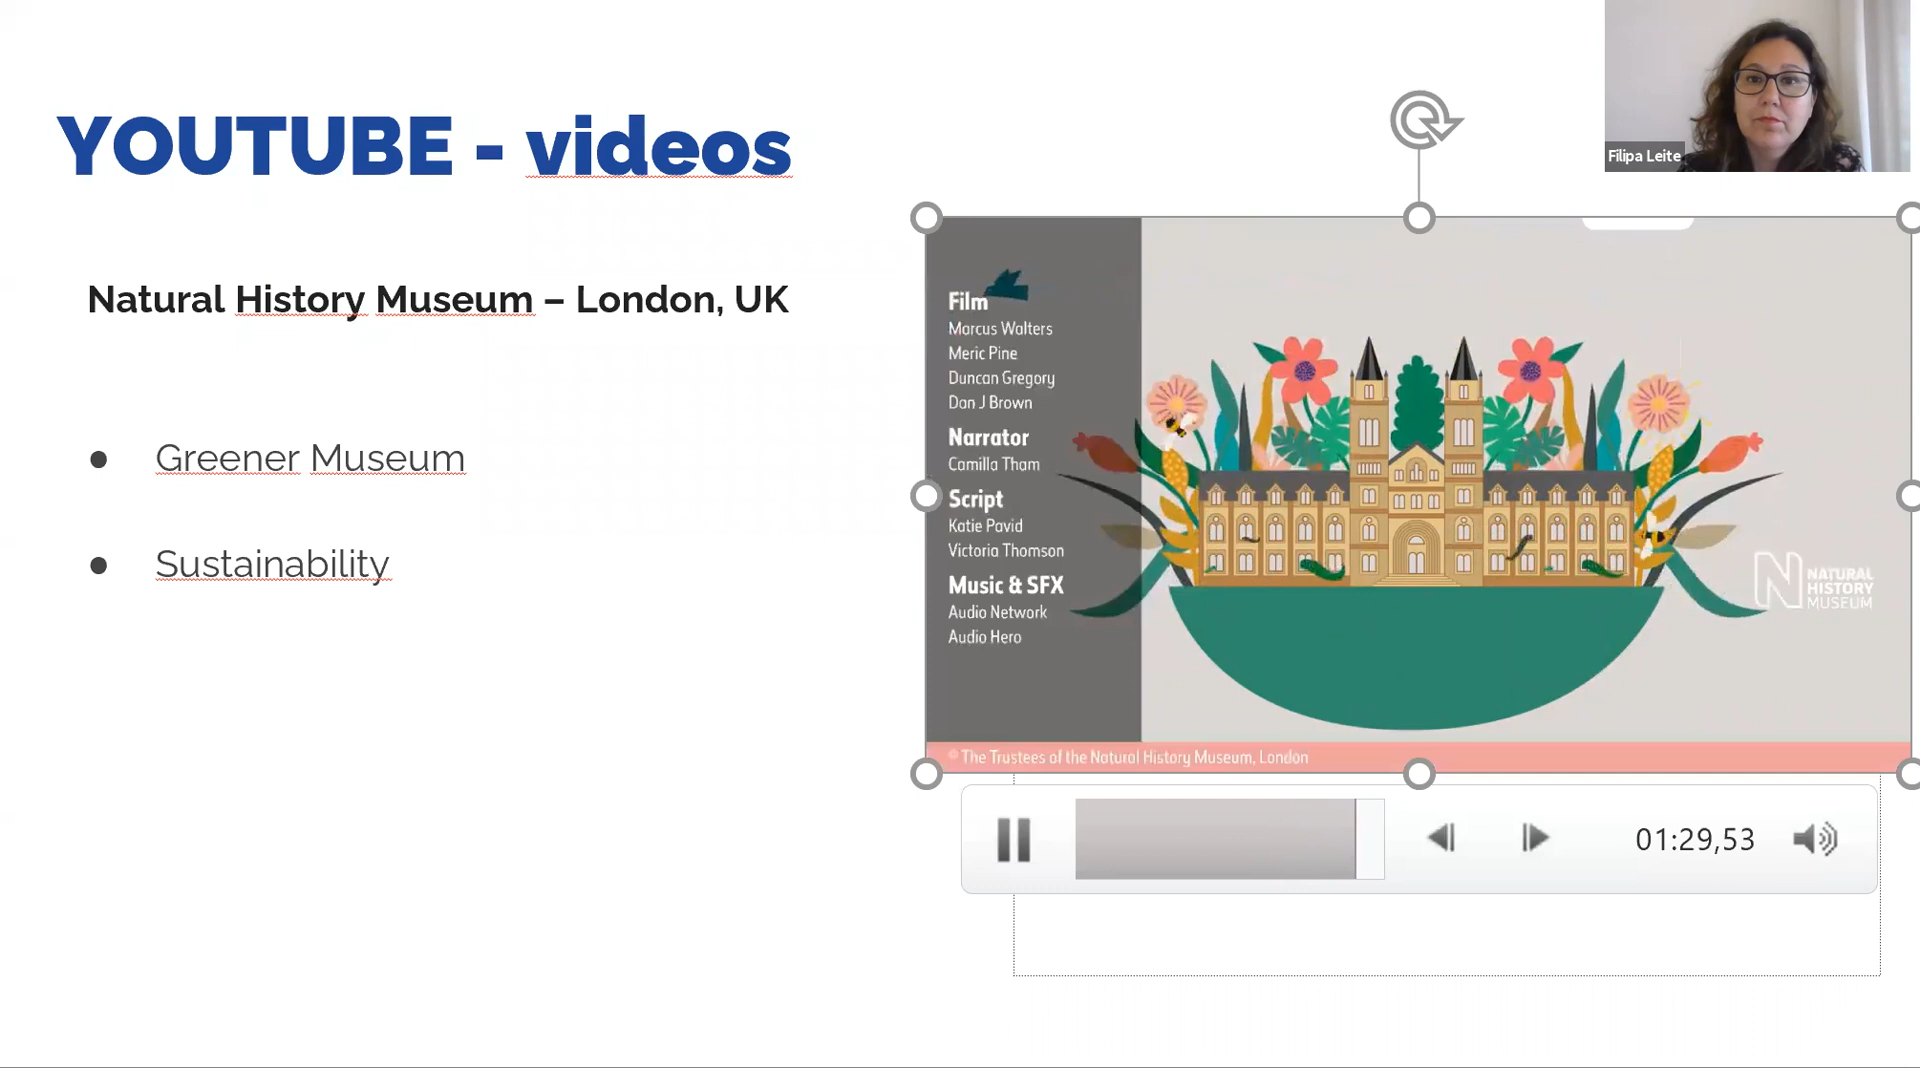 YOUTUBE - videos
Filipa Leite
Natural History Museum – London, UK
● Greener Museum
● Sustainability
Film
Marcus Walters
Meric Pine
Duncan Gregory
Dan J Brown
Narrator
Camilla Tham
Script
Katie Pavid
Victoria Thomson
Music & SFX
Audio Network
Audio Hero
NATURAL
HISTORY
MUSEUM
© The Trustees of the Natural History Museum, London
01:29,53